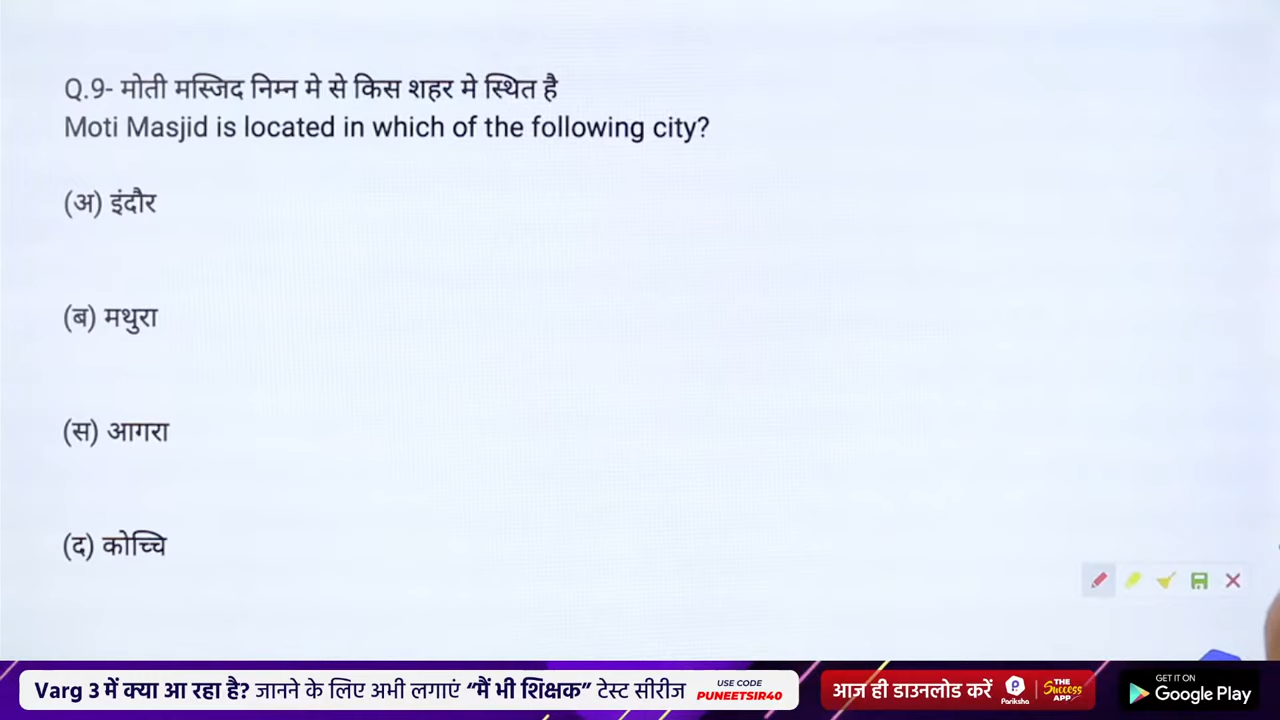 Q.9- मोती मस्जिद निम्न मे से किस शहर मे स्थित है
Moti Masjid is located in which of the following city?
(अ) इंदौर
(ब) मथुरा
(स) आगरा
(द) कोच्चि
Varg 3 में क्या आ रहा है? जानने के लिए अभी लगाएं “मैं भी शिक्षक” टेस्ट सीरीज
USE CODE
PUNEETSIR40
आज ही डाउनलोड करें
Pariksha
THE
Success
APP
GET IT ON
Google Play